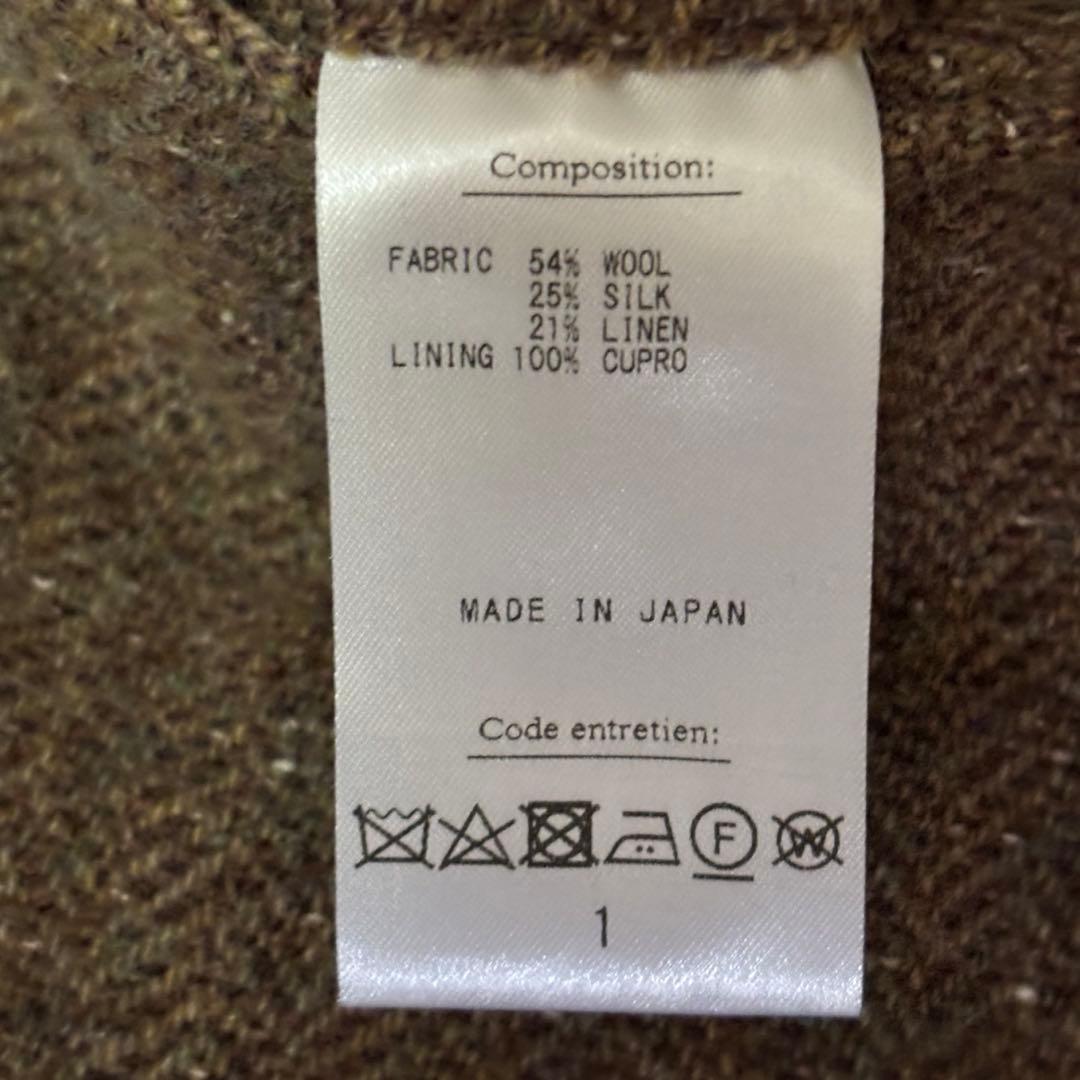 Composition:
FABRIC 54% WOOL
25% SILK
21% LINEN
LINING 100% CUPRO
MADE IN JAPAN
Code entretien:
F W
1